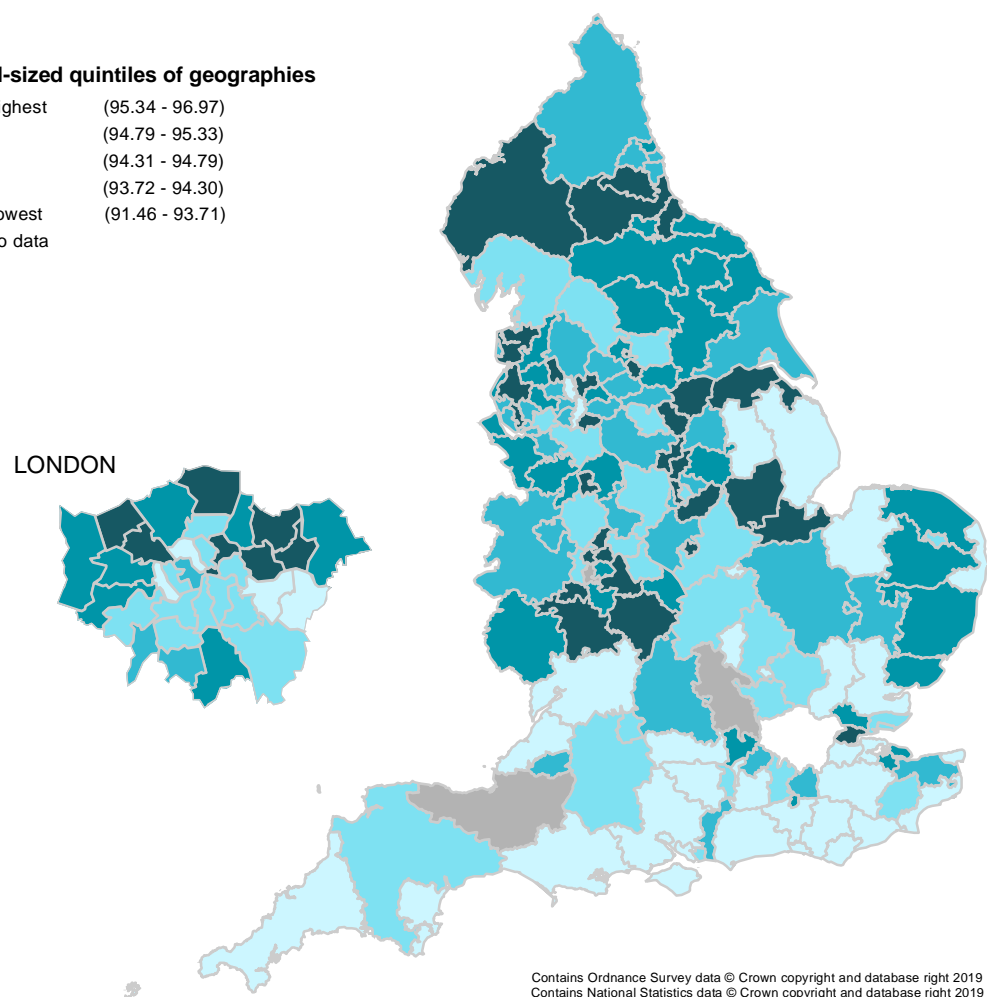 l-sized quintiles of geographies
ghest (95.34 - 96.97)
(94.79 - 95.33)
(94.31 - 94.79)
(93.72 - 94.30)
owest (91.46 - 93.71)
o data
LONDON
Contains Ordnance Survey data © Crown copyright and database right 2019
Contains National Statistics data © Crown copyright and database right 2019